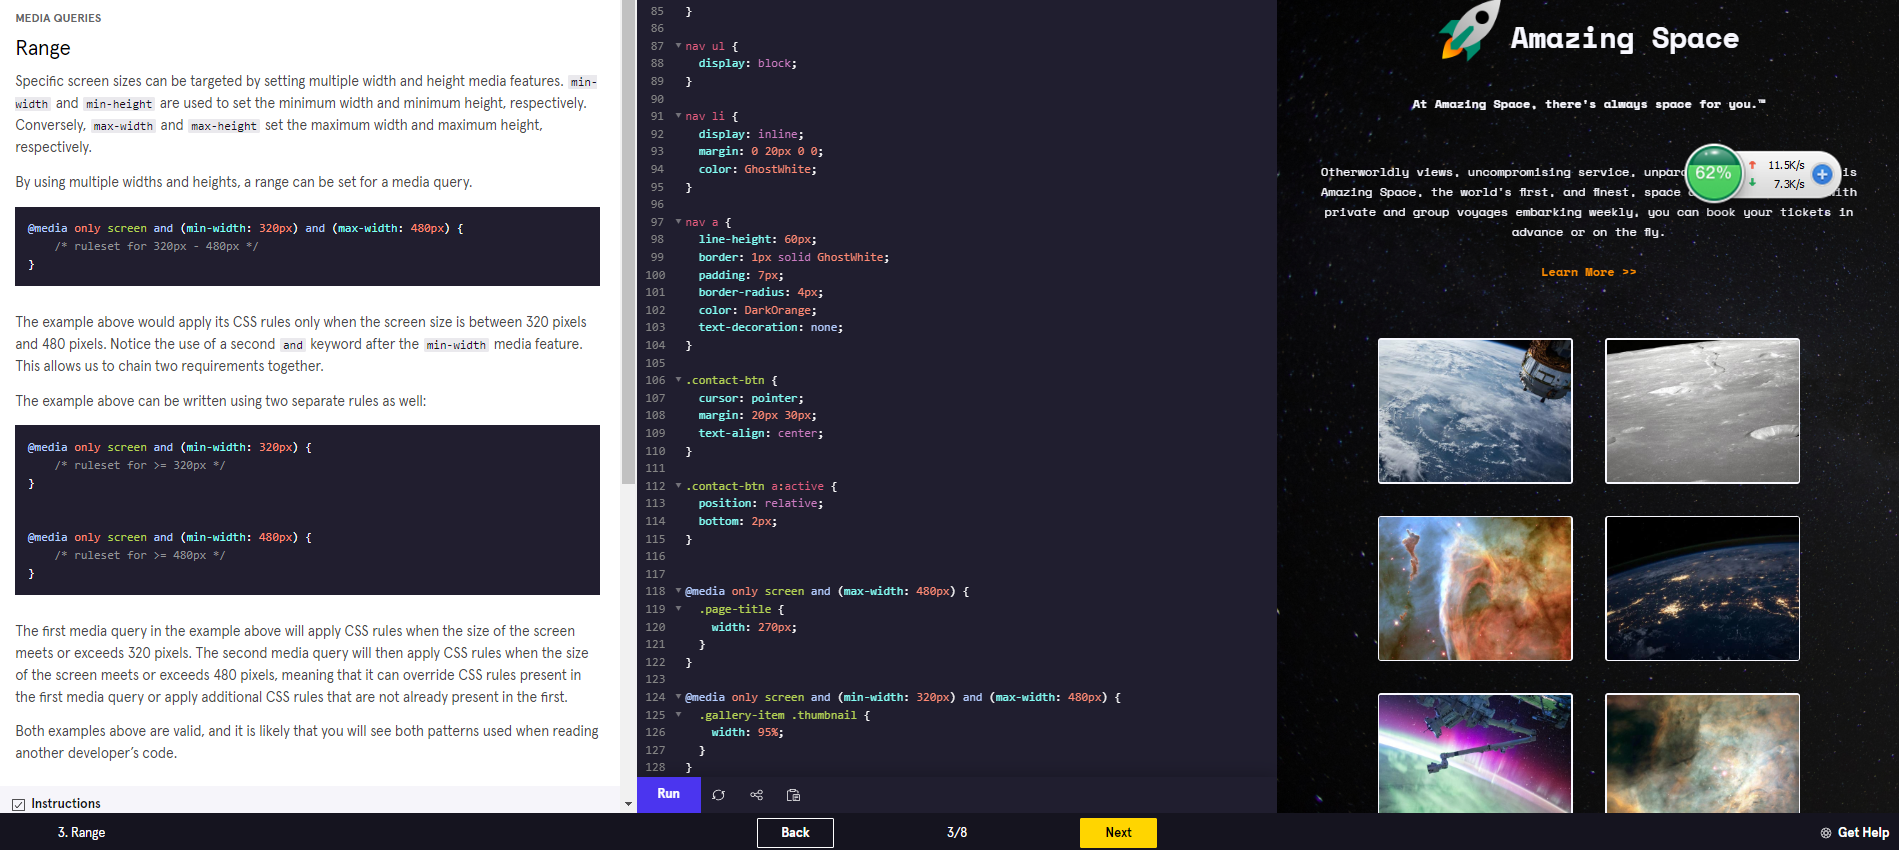 MEDIA QUERIES
Range
Specific screen sizes can be targeted by setting multiple width and height media features. min-
width and min-height are used to set the minimum width and minimum height, respectively.
Conversely, max-width and max-height set the maximum width and maximum height,
respectively.
By using multiple widths and heights, a range can be set for a media query.
@media only screen and (min-width: 320px) and (max-width: 480px) {
/* ruleset for 320px - 480px */
}
The example above would apply its CSS rules only when the screen size is between 320 pixels
and 480 pixels. Notice the use of a second and keyword after the min-width media feature.
This allows us to chain two requirements together.
The example above can be written using two separate rules as well:
@media only screen and (min-width: 320px) {
/* ruleset for >= 320px */
}
@media only screen and (min-width: 480px) {
/* ruleset for >= 480px */
}
The first media query in the example above will apply CSS rules when the size of the screen
meets or exceeds 320 pixels. The second media query will then apply CSS rules when the size
of the screen meets or exceeds 480 pixels, meaning that it can override CSS rules present in
the first media query or apply additional CSS rules that are not already present in the first.
Both examples above are valid, and it is likely that you will see both patterns used when reading
another developer's code.
Instructions
85 }
86
87 nav ul {
88 display: block;
89 }
90
91 nav li {
92 display: inline;
93 margin: 0 20px 0 0;
94 color: GhostWhite;
95 }
96
97 nav a {
98 line-height: 60px;
99 border: 1px solid GhostWhite;
100 padding: 7px;
101 border-radius: 4px;
102 color: DarkOrange;
103 text-decoration: none;
104 }
105
106 .contact-btn {
107 cursor: pointer;
108 margin: 20px 30px;
109 text-align: center;
110 }
111
112 .contact-btn a:active {
113 position: relative;
114 bottom: 2px;
115 }
116
117
118 @media only screen and (max-width: 480px) {
119 .page-title {
120 width: 270px;
121 }
122 }
123
124 @media only screen and (min-width: 320px) and (max-width: 480px) {
125 .gallery-item .thumbnail {
126 width: 95%;
127 }
128 }
Run
Amazing Space
At Amazing Space, there's always space for you.™
Otherworldly views, uncompromising service, is
Amazing Space, the world's first, and finest, space
private and group voyages embarking weekly, you can book your tickets in
advance or on the fly.
Learn More >>
62%
11.5K/s
7.3K/s
3. Range
Back
3/8
Next
Get Help